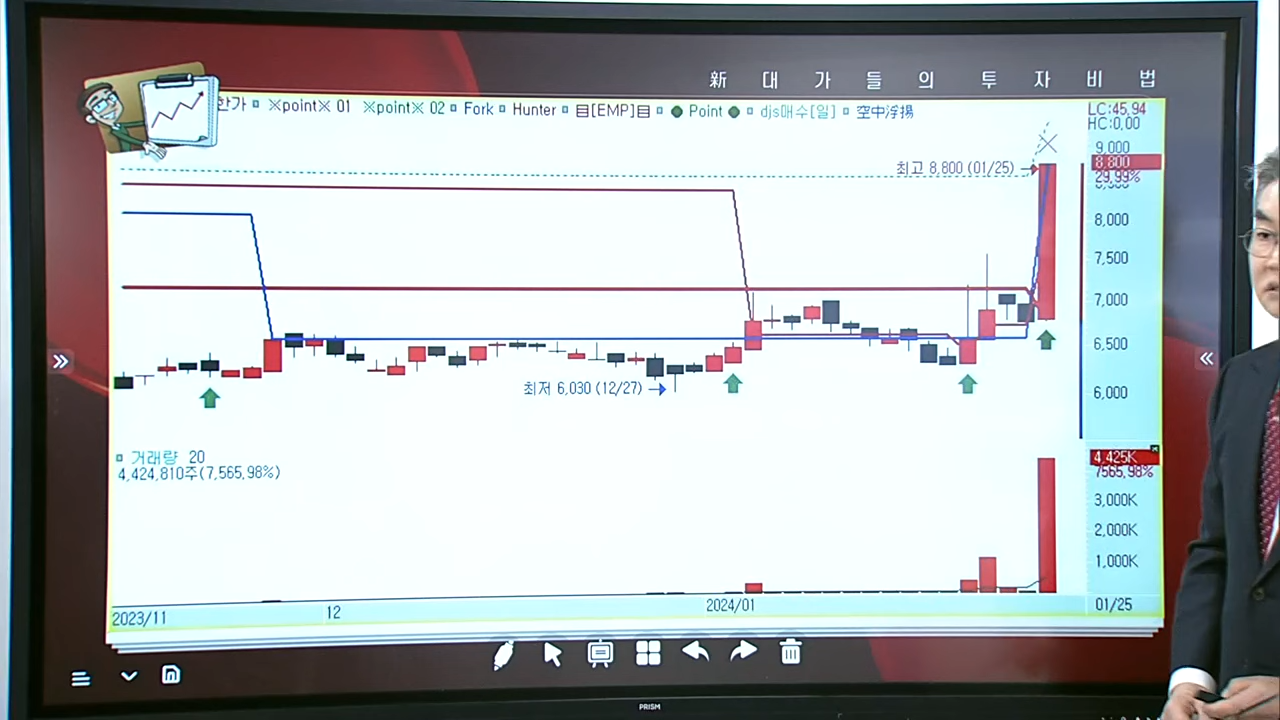 新 대 가 들 의 투 자 비 법
한가 ※point※ 01 ※point※ 02 Fork Hunter 目[EMP]目 ● Point ● djs매수[일] 空中浮揚
LC:45,94
HC:0,00
9,000
최고 8,800 (01/25)
8,800
29,99%
8,500
8,000
7,500
7,000
6,500
최저 6,030 (12/27)
6,000
거래량 20
4,424,810주(7,565,98%)
4,425K
7565,98%
3,000K
2,000K
1,000K
2023/11
12
2024/01
01/25
PRISM